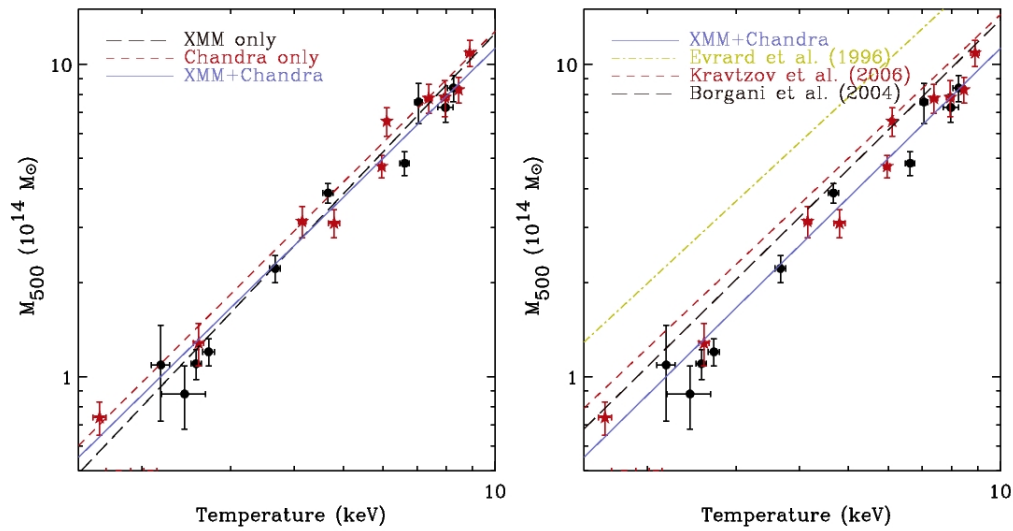 XMM only
Chandra only
XMM+Chandra
10
1
M500 (10^14 M⊙)
10
Temperature (keV)
XMM+Chandra
Evrard et al. (1996)
Kravtzov et al. (2006)
Borgani et al. (2004)
10
1
M500 (10^14 M⊙)
10
Temperature (keV)